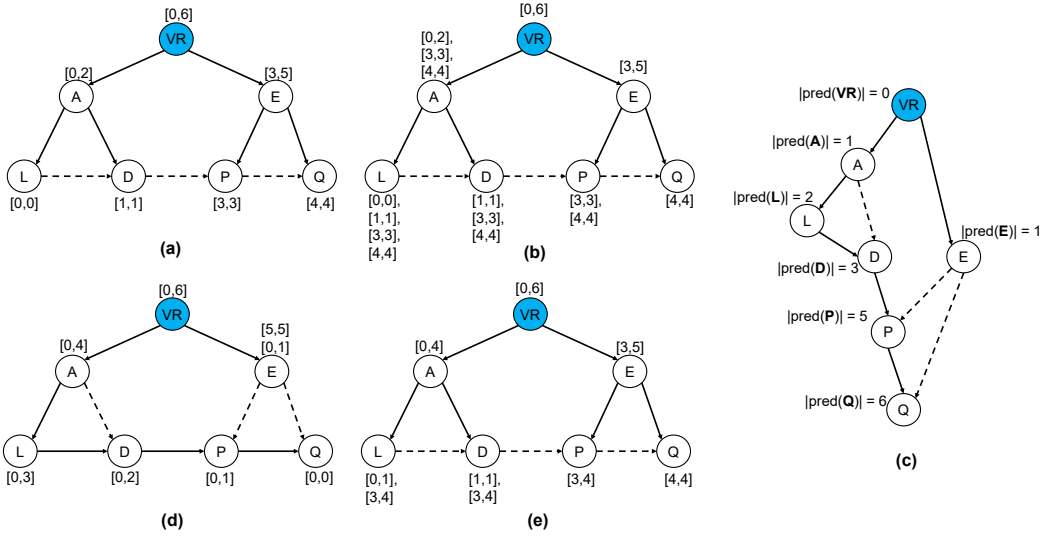 [0,6]
VR
[0,2]
A
[3,5]
E
L
D
P
Q
[0,0]
[1,1]
[3,3]
[4,4]
(a)
[0,6]
VR
[0,2],
[3,3],
[4,4]
A
[3,5]
E
L
D
P
Q
[0,0],
[1,1],
[3,3],
[4,4]
[1,1],
[3,3],
[4,4]
[3,3],
[4,4]
[4,4]
(b)
|pred(VR)| = 0
VR
|pred(A)| = 1
A
|pred(L)| = 2
L
|pred(E)| = 1
E
|pred(D)| = 3
D
|pred(P)| = 5
P
|pred(Q)| = 6
Q
(c)
[0,6]
VR
[0,4]
A
[5,5]
[0,1]
E
L
D
P
Q
[0,3]
[0,2]
[0,1]
[0,0]
(d)
[0,6]
VR
[0,4]
A
[3,5]
E
L
D
P
Q
[0,1],
[3,4]
[1,1],
[3,4]
[3,4]
[4,4]
(e)